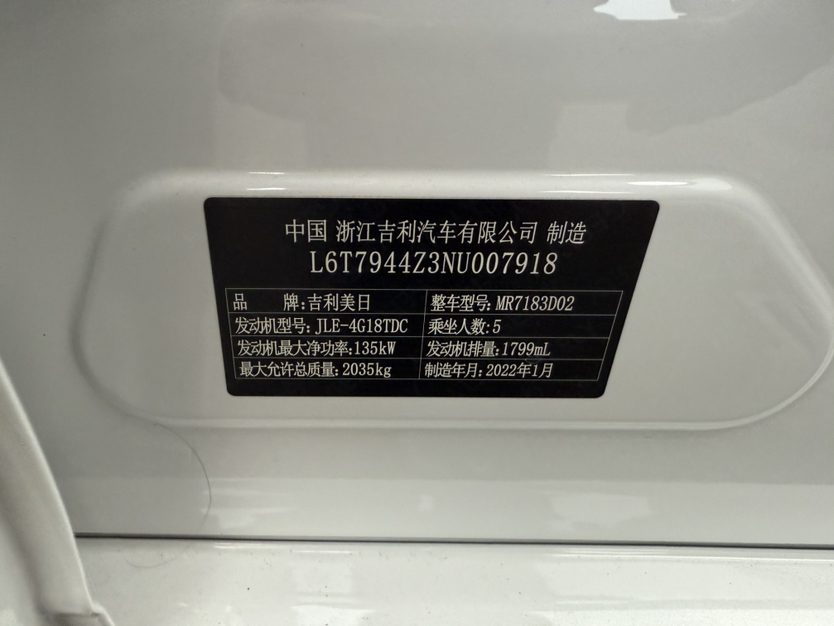 中国 浙江吉利汽车有限公司 制造
L6T7944Z3NU007918
品 牌:吉利美日 整车型号:MR7183D02
发动机型号:JLE-4G18TDC 乘坐人数:5
发动机最大净功率:135kW 发动机排量:1799mL
最大允许总质量:2035kg 制造年月:2022年1月